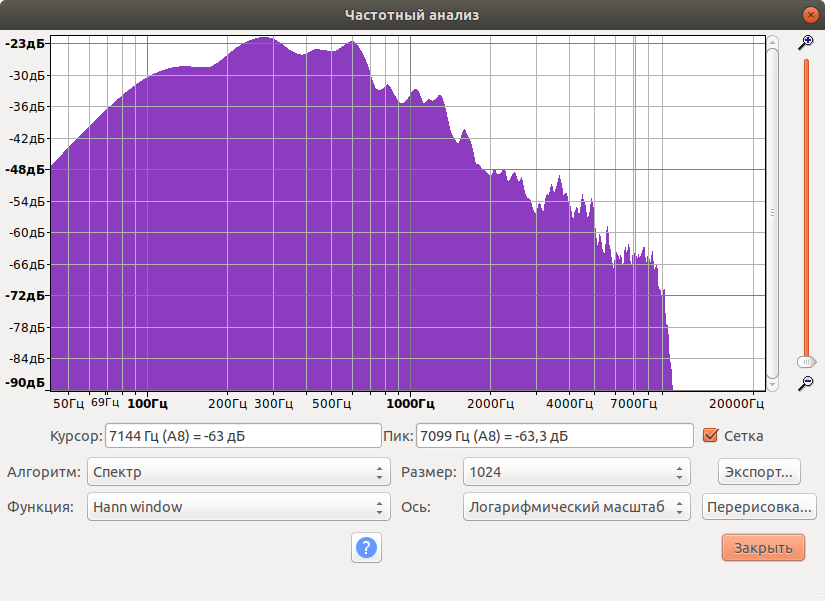 Частотный анализ
-23дБ
-30дБ
-36дБ
-42дБ
-48дБ
-54дБ
-60дБ
-66дБ
-72дБ
-78дБ
-84дБ
-90дБ
50Гц 69Гц 100Гц 200Гц 300Гц 500Гц 1000Гц 2000Гц 4000Гц 7000Гц 20000Гц
Курсор: 7144 Гц (A8) = -63 дБ Пик: 7099 Гц (A8) = -63,3 дБ Сетка
Алгоритм: Спектр Размер: 1024 Экспорт...
Функция: Hann window Ось: Логарифмический масштаб Перерисовка...
?
Закрыть